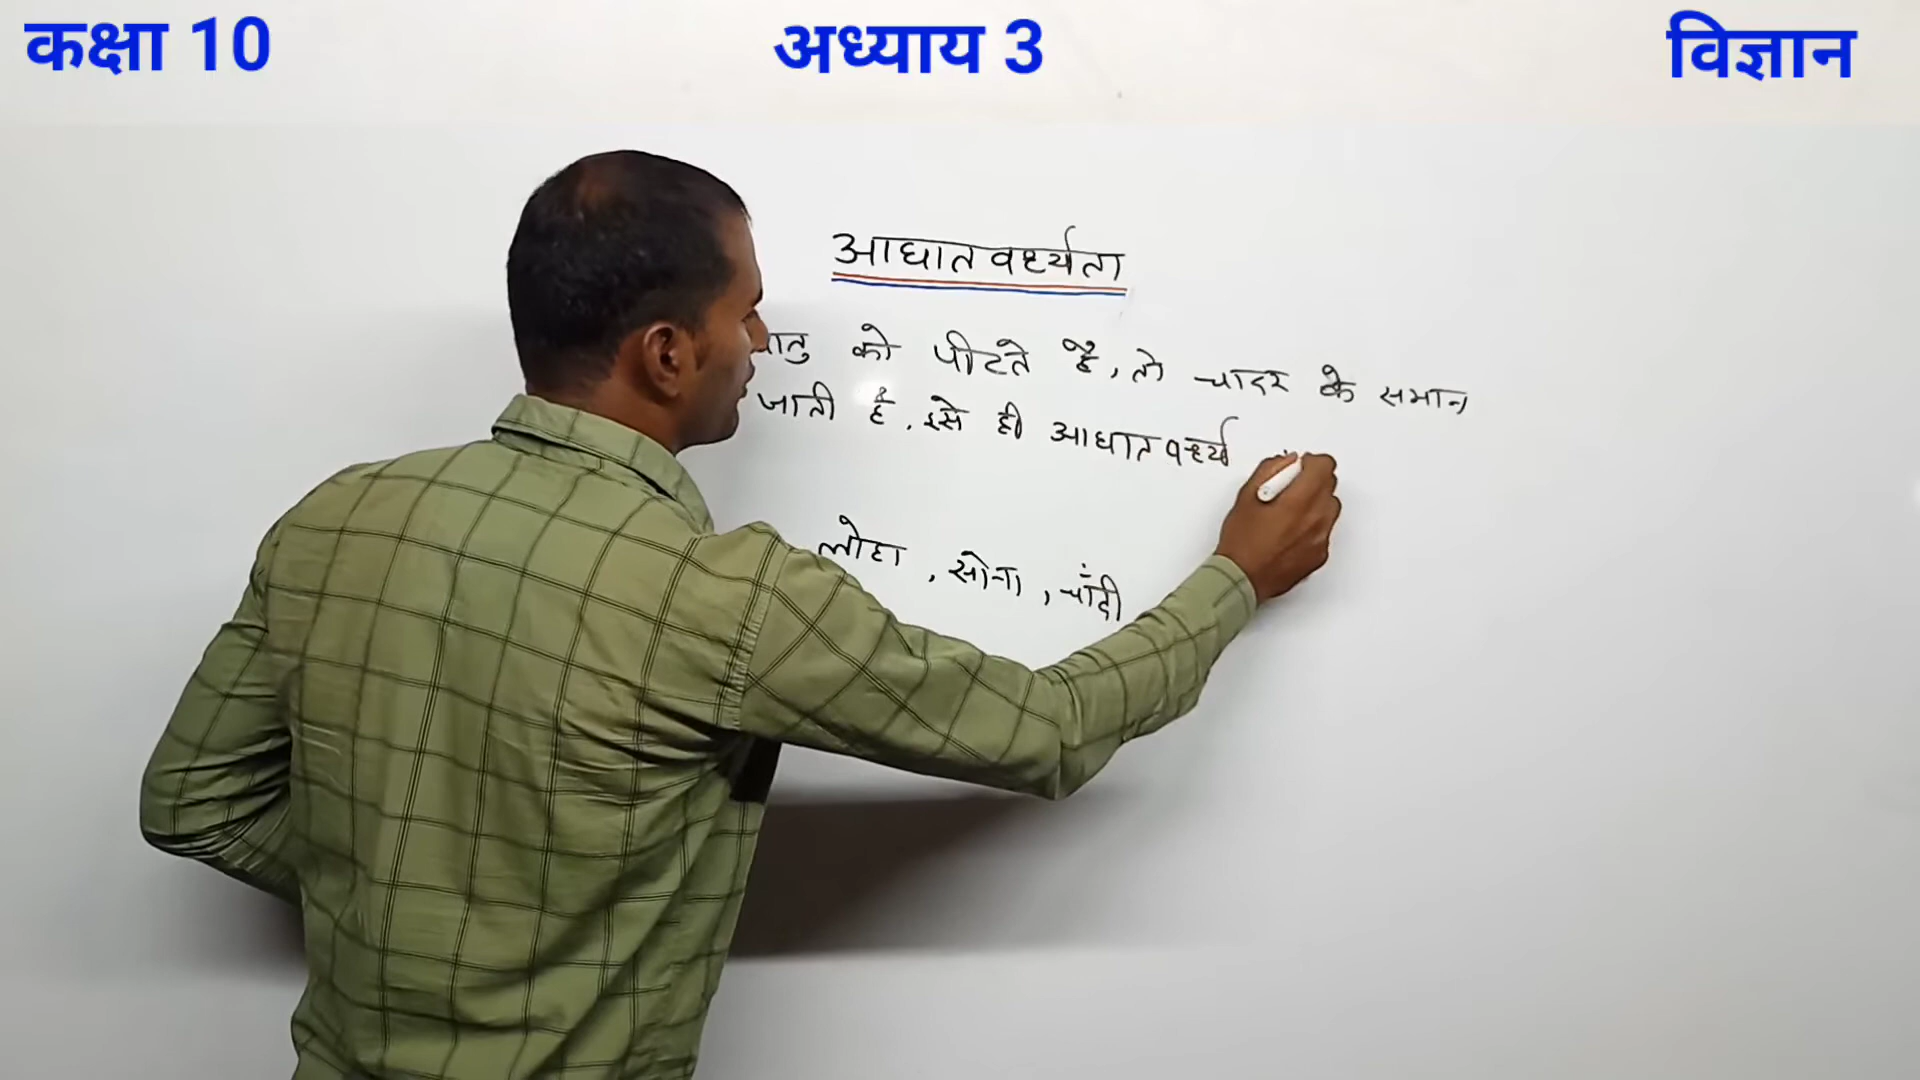 कक्षा 10 अध्याय 3 विज्ञान
आघातवर्ध्यता
धातु को पीटते है, तो चादर के समान
जाती है, इसे ही आघातवर्ध्य
लोहा, सोना, चाँदी